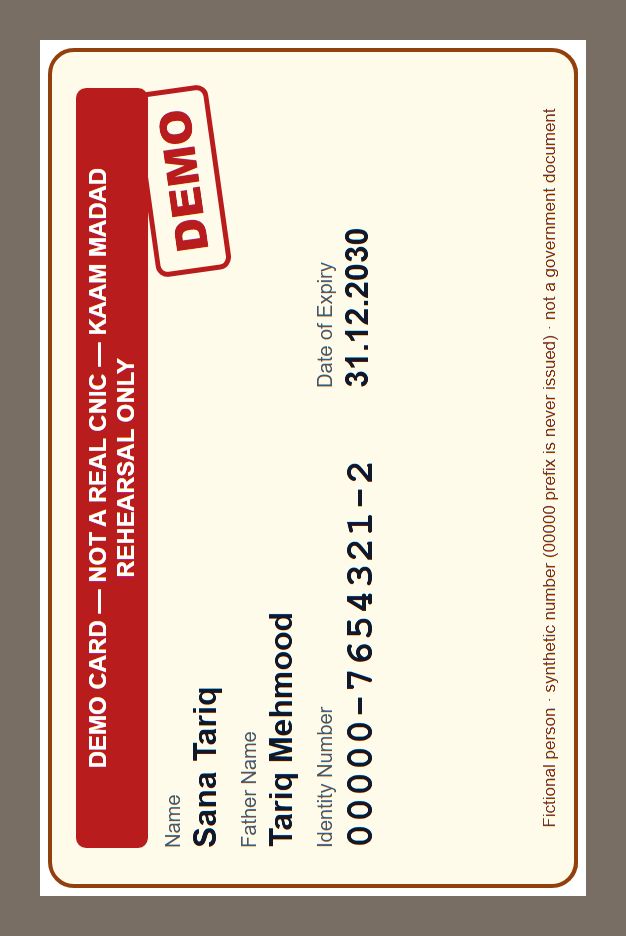 DEMO CARD — NOT A REAL CNIC — KAAM MADAD
REHEARSAL ONLY
DEMO
Name
Sana Tariq
Father Name
Tariq Mehmood
Identity Number
00000-7654321-2
Date of Expiry
31.12.2030
Fictional person · synthetic number (00000 prefix is never issued) · not a government document